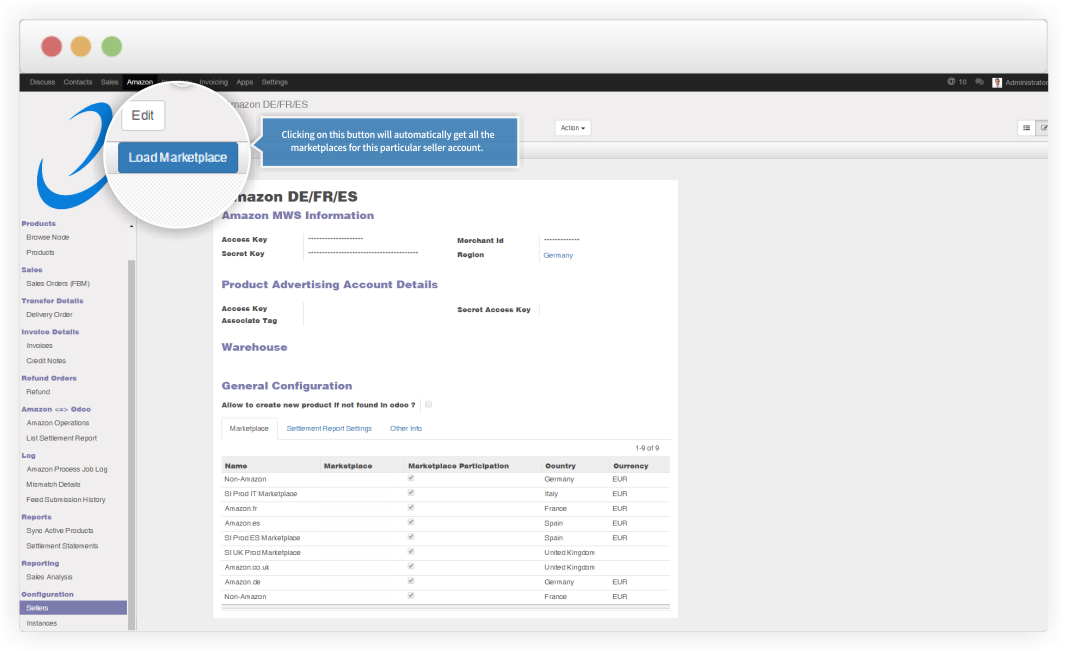 Discuss Contacts Sales Amazon Invoicing Apps Settings 10 Administrator
Amazon DE/FR/ES
Edit
Action
Load Marketplace
Clicking on this button will automatically get all the
marketplaces for this particular seller account.
Products
Browse Node
Products
Sales
Sales Orders (FBM)
Transfer Details
Delivery Order
Invoice Details
Invoices
Credit Notes
Refund Orders
Refund
Amazon <=> Odoo
Amazon Operations
List Settlement Report
Log
Amazon Process Job Log
Mismatch Details
Feed Submission History
Reports
Sync Active Products
Settlement Statements
Reporting
Sales Analysis
Configuration
Sellers
Instances
Amazon DE/FR/ES
Amazon MWS Information
Access Key ******************** Merchant Id *************
Secret Key **************************************** Region Germany
Product Advertising Account Details
Access Key Secret Access Key
Associate Tag
Warehouse
General Configuration
Allow to create new product if not found in odoo ?
Marketplace Settlement Report Settings Other Info
1-9 of 9
Name Marketplace Marketplace Participation Country Currency
Non-Amazon Germany EUR
SI Prod IT Marketplace Italy EUR
Amazon.fr France EUR
Amazon.es Spain EUR
SI Prod ES Marketplace Spain EUR
SI UK Prod Marketplace United Kingdom
Amazon.co.uk United Kingdom
Amazon.de Germany EUR
Non-Amazon France EUR